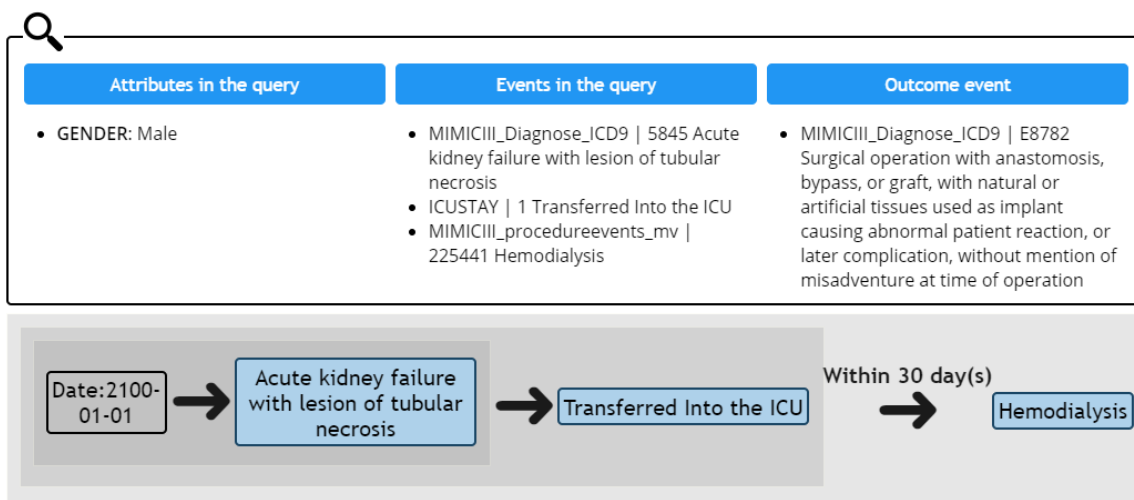 Attributes in the query
Events in the query
Outcome event
• GENDER: Male
• MIMICIII_Diagnose_ICD9 | 5845 Acute
kidney failure with lesion of tubular
necrosis
• ICUSTAY | 1 Transferred Into the ICU
• MIMICIII_procedureevents_mv |
225441 Hemodialysis
• MIMICIII_Diagnose_ICD9 | E8782
Surgical operation with anastomosis,
bypass, or graft, with natural or
artificial tissues used as implant
causing abnormal patient reaction, or
later complication, without mention of
misadventure at time of operation
Date:2100-
01-01
Acute kidney failure
with lesion of tubular
necrosis
Transferred Into the ICU
Within 30 day(s)
Hemodialysis